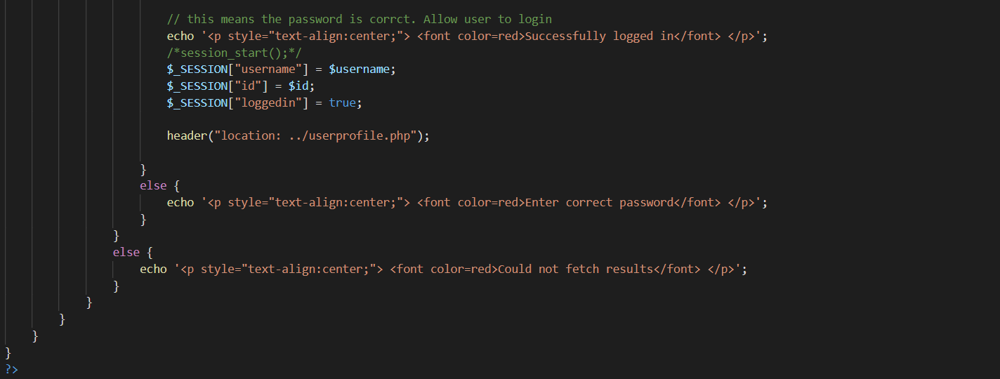 // this means the password is corrct. Allow user to login
echo '<p style="text-align:center;"> <font color=red>Successfully logged in</font> </p>';
/*session_start();*/
$_SESSION["username"] = $username;
$_SESSION["id"] = $id;
$_SESSION["loggedin"] = true;
header("location: ../userprofile.php");
}
else {
echo '<p style="text-align:center;"> <font color=red>Enter correct password</font> </p>';
}
}
else {
echo '<p style="text-align:center;"> <font color=red>Could not fetch results</font> </p>';
}
}
}
}
}
?>